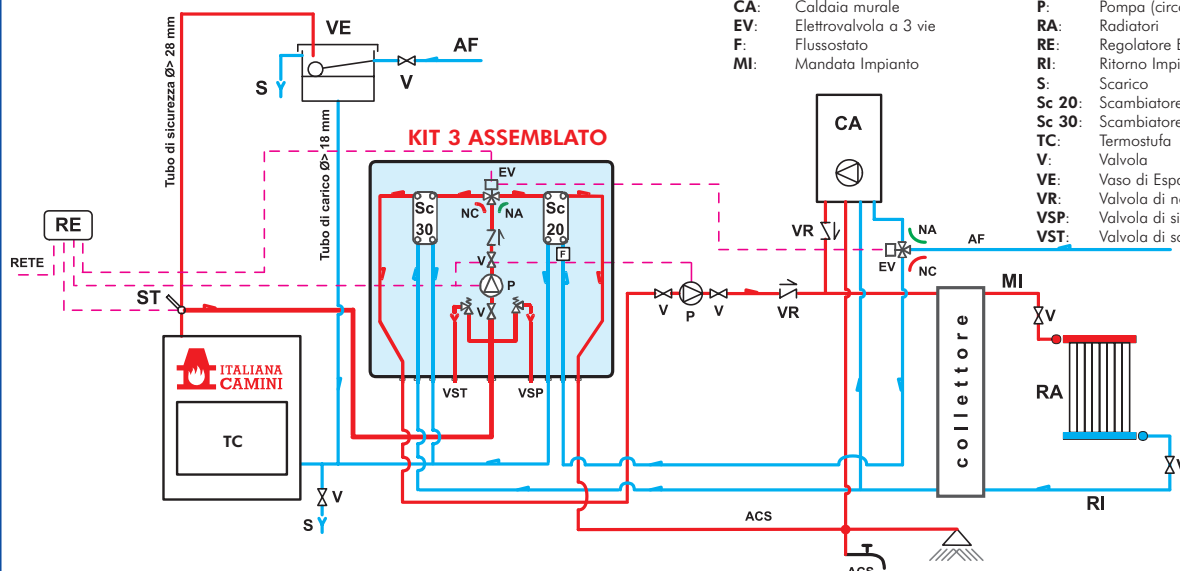 CA: Caldaia murale
EV: Elettrovalvola a 3 vie
F: Flussostato
MI: Mandata Impianto
P: Pompa
RA: Radiatori
RE: Regolatore
RI: Ritorno
S: Scarico
Sc 20: Scambiatore
Sc 30: Scambiatore
TC: Termostufa
V: Valvola
VE: Vaso di
VR: Valvola di
VSP: Valvola di
VST: Valvola di
Tubo di sicurezza Ø> 28 mm
VE
AF
V
S
Tubo di carico Ø> 18 mm
KIT 3 ASSEMBLATO
CA
EV
Sc 30
NC
NA
Sc 20
F
RE
RETE
VR
NA
AF
EV
NC
V
P
V
ST
VST
VSP
V
P
V
VR
MI
V
ITALIANA
CAMINI
TC
collettore
RA
V
S
V
RI
ACS
ACS